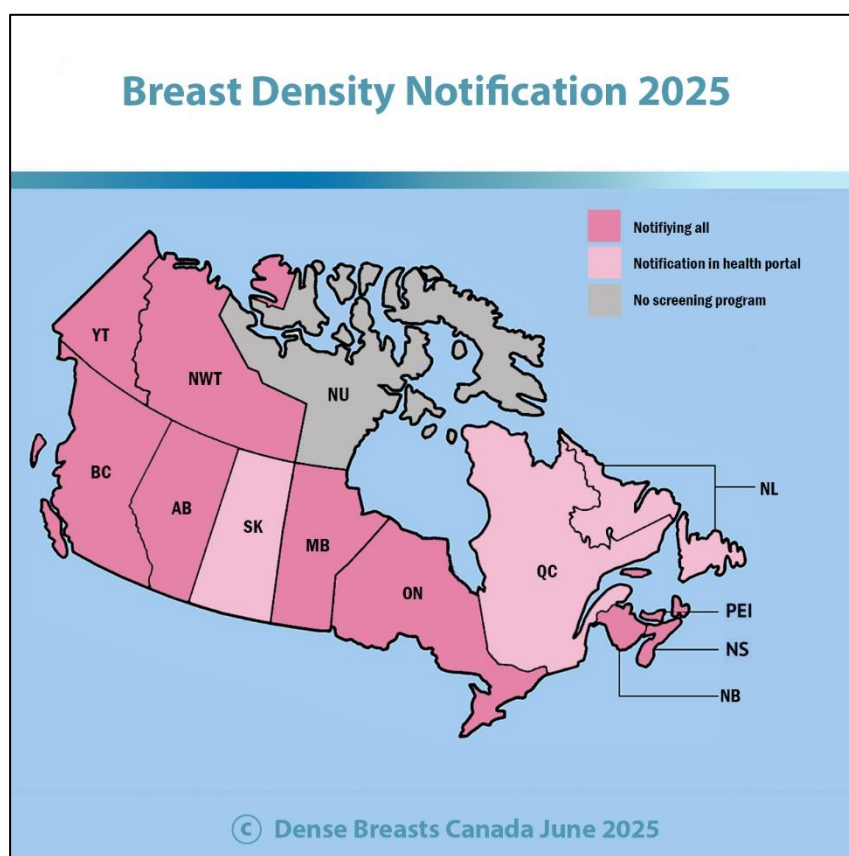 Breast Density Notification 2025
Notifiying all
Notification in health portal
No screening program
YT
NWT
NU
BC
AB
SK
MB
ON
QC
NL
PEI
NS
NB
© Dense Breasts Canada June 2025